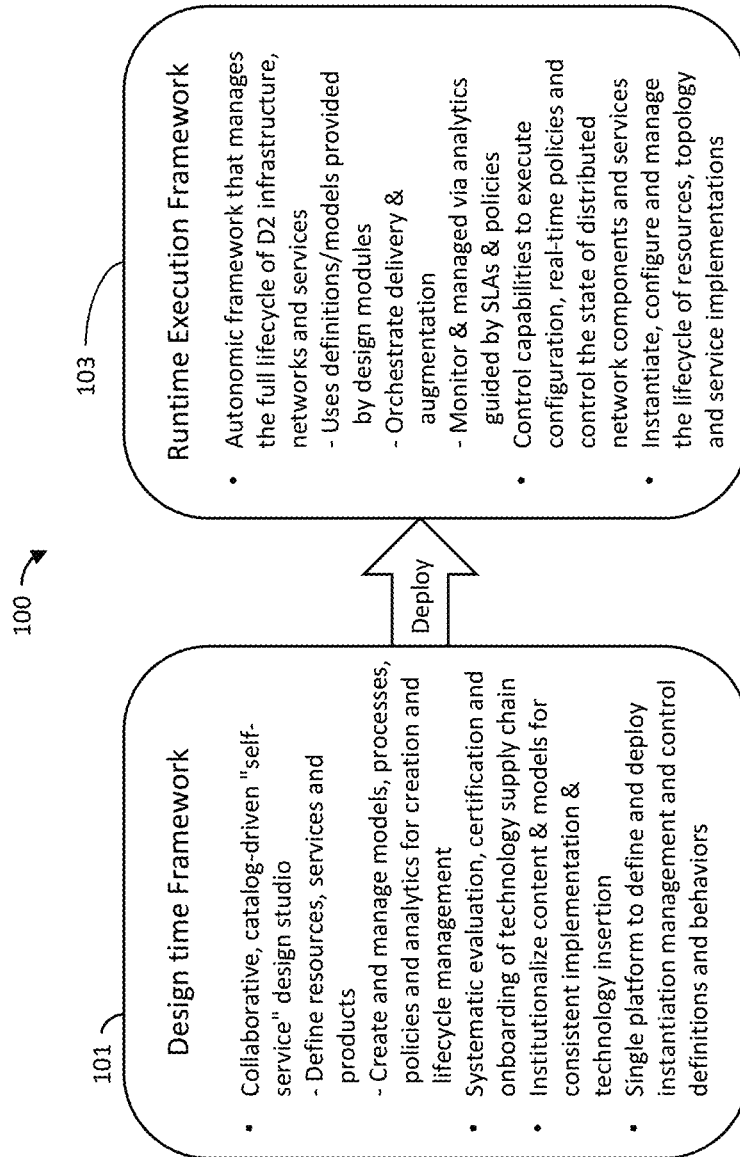 100
101
Design time Framework
• Collaborative, catalog-driven "self-
service" design studio
- Define resources, services and
products
- Create and manage models, processes,
policies and analytics for creation and
lifecycle management
• Systematic evaluation, certification and
onboarding of technology supply chain
• Institutionalize content & models for
consistent implementation &
technology insertion
• Single platform to define and deploy
instantiation management and control
definitions and behaviors
Deploy
103
Runtime Execution Framework
• Autonomic framework that manages
the full lifecycle of D2 infrastructure,
networks and services
- Uses definitions/models provided
by design modules
- Orchestrate delivery &
augmentation
- Monitor & managed via analytics
guided by SLAs & policies
• Control capabilities to execute
configuration, real-time policies and
control the state of distributed
network components and services
• Instantiate, configure and manage
the lifecycle of resources, topology
and service implementations